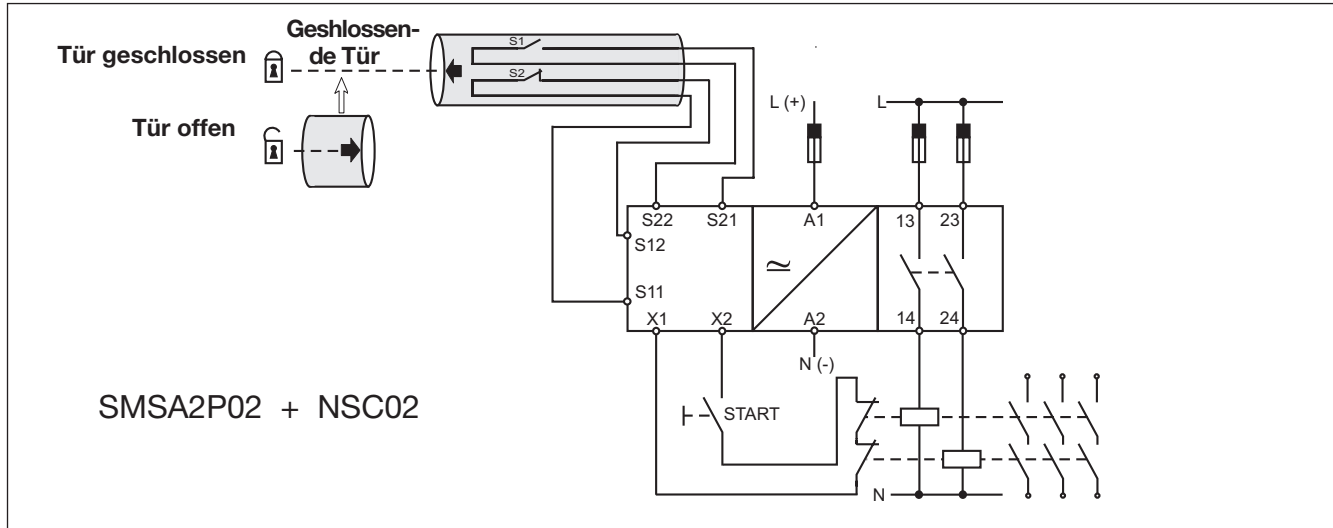 Geshlossen-
de Tür
Tür geschlossen
Tür offen
S1
S2
L (+)
L
S22
S21
A1
13
23
S12
≃
S11
X1
X2
A2
14
24
N (-)
START
SMSA2P02 + NSC02
N